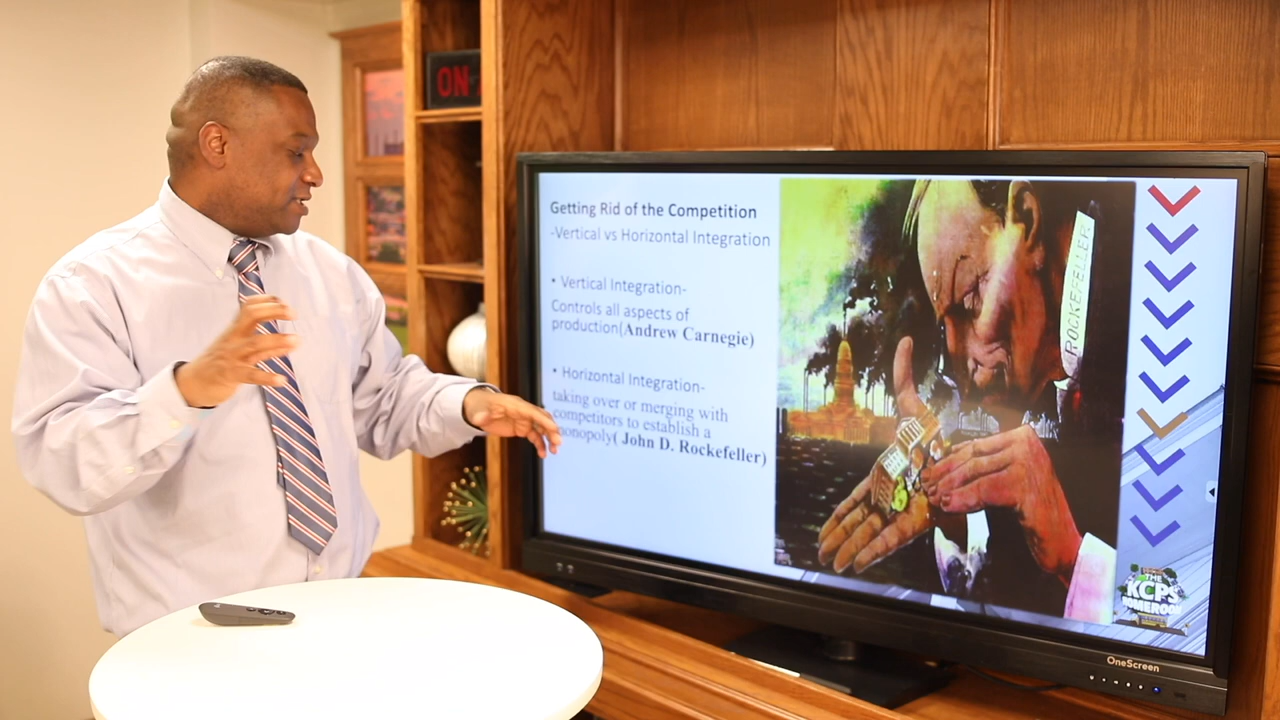 ON
Getting Rid of the Competition
-Vertical vs Horizontal Integration
• Vertical Integration-
Controls all aspects of
production(Andrew Carnegie)
• Horizontal Integration-
taking over or merging with
competitors to establish a
monopoly( John D. Rockefeller)
ROCKEFELLER
THE
KCPS
OneScreen